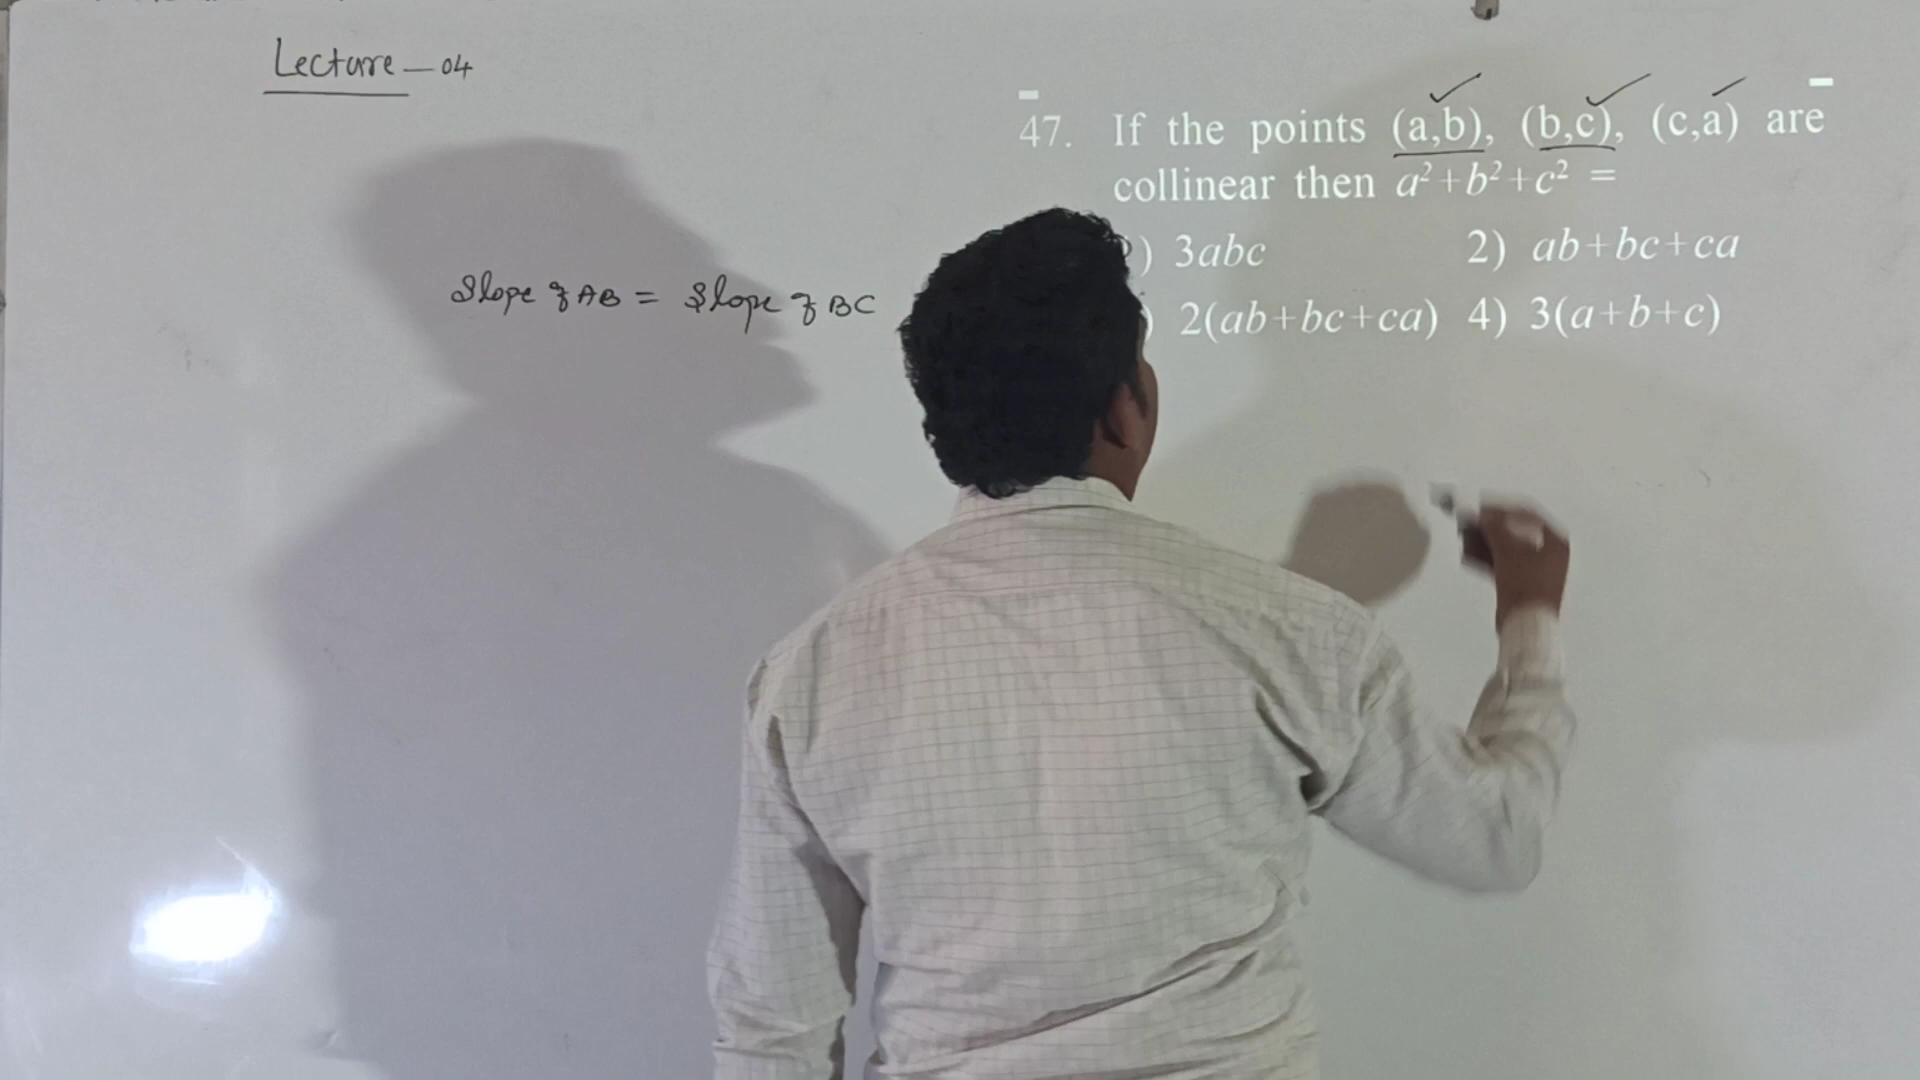 Lecture - 04
47. If the points (a,b), (b,c), (c,a) are
collinear then a²+b²+c² =
) 3abc 2) ab+bc+ca
) 2(ab+bc+ca) 4) 3(a+b+c)
Slope of AB = Slope of BC